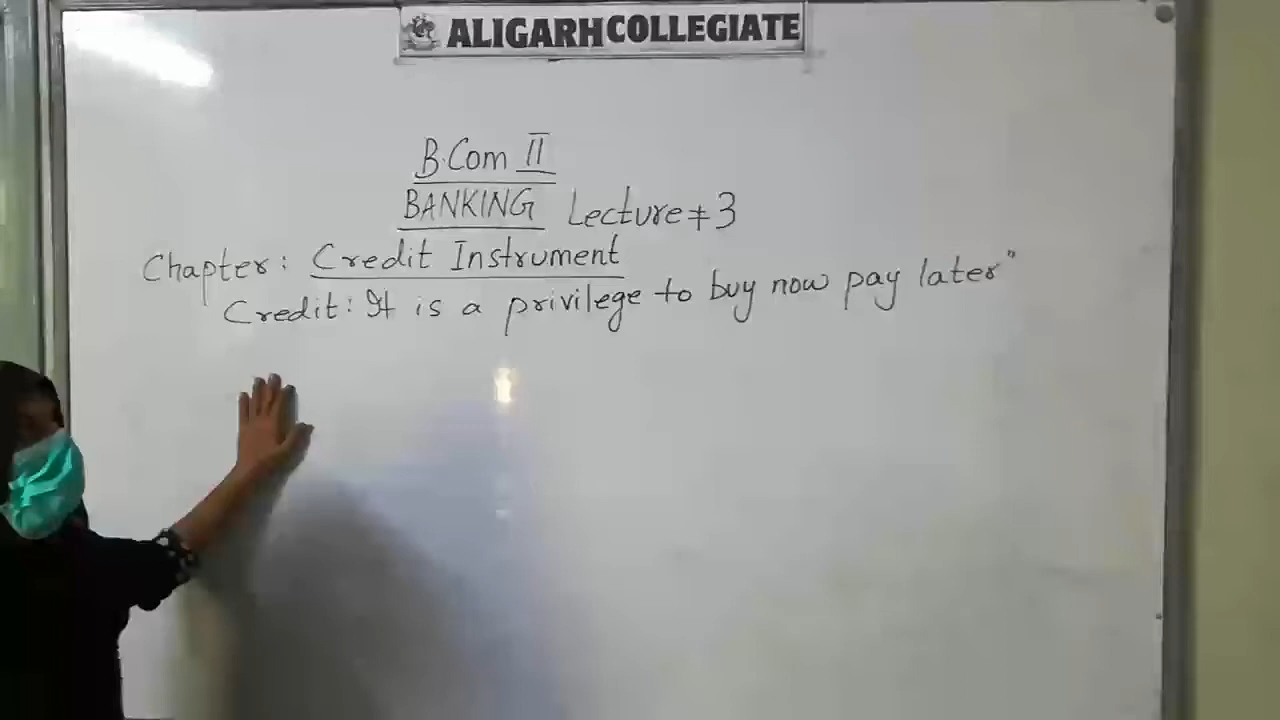 ALIGARH COLLEGIATE
B.Com II
BANKING Lecture # 3
Chapter: Credit Instrument
Credit: It is a privilege to buy now pay later"